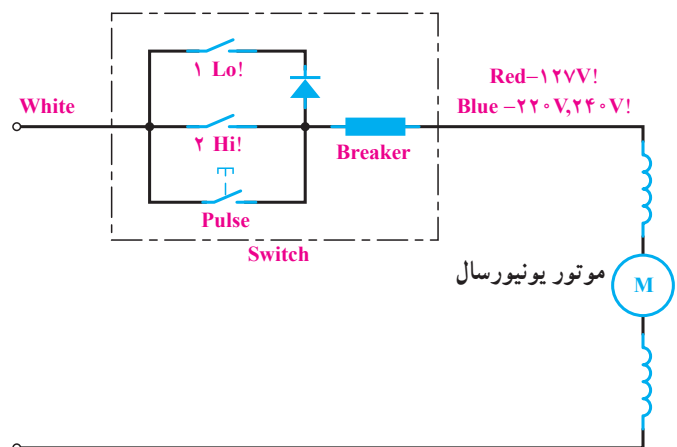 ۱ Lo!
White
۲ Hi!
Pulse
Breaker
Switch
Red–۱۲۷V!
Blue –۲۲۰V,۲۴۰V!
موتور یونیورسال
M